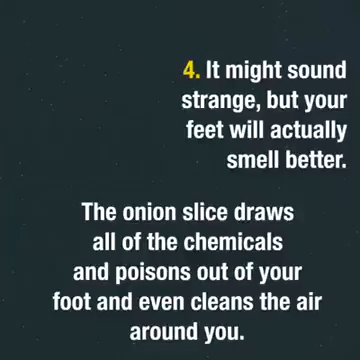 4. It might sound
strange, but your
feet will actually
smell better.
The onion slice draws
all of the chemicals
and poisons out of your
foot and even cleans the air
around you.